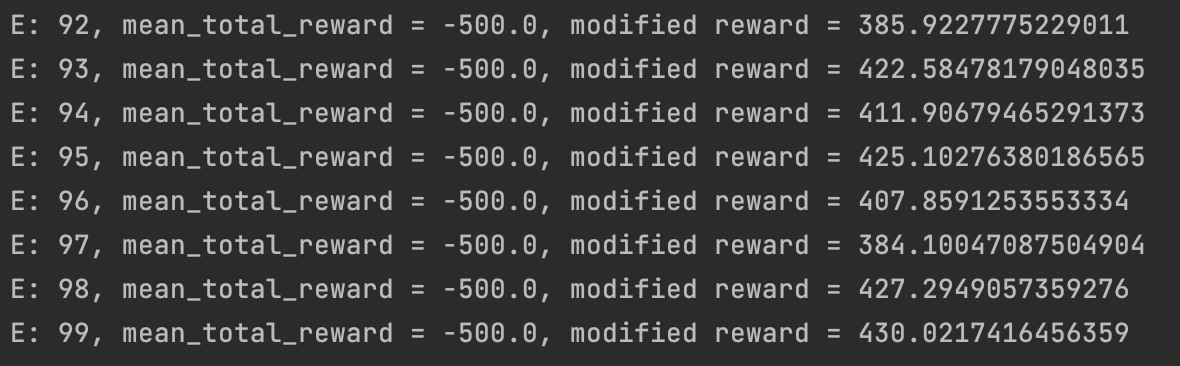 E: 92, mean_total_reward = -500.0, modified reward = 385.9227775229011
E: 93, mean_total_reward = -500.0, modified reward = 422.58478179048035
E: 94, mean_total_reward = -500.0, modified reward = 411.90679465291373
E: 95, mean_total_reward = -500.0, modified reward = 425.10276380186565
E: 96, mean_total_reward = -500.0, modified reward = 407.8591253553334
E: 97, mean_total_reward = -500.0, modified reward = 384.10047087504904
E: 98, mean_total_reward = -500.0, modified reward = 427.2949057359276
E: 99, mean_total_reward = -500.0, modified reward = 430.0217416456359